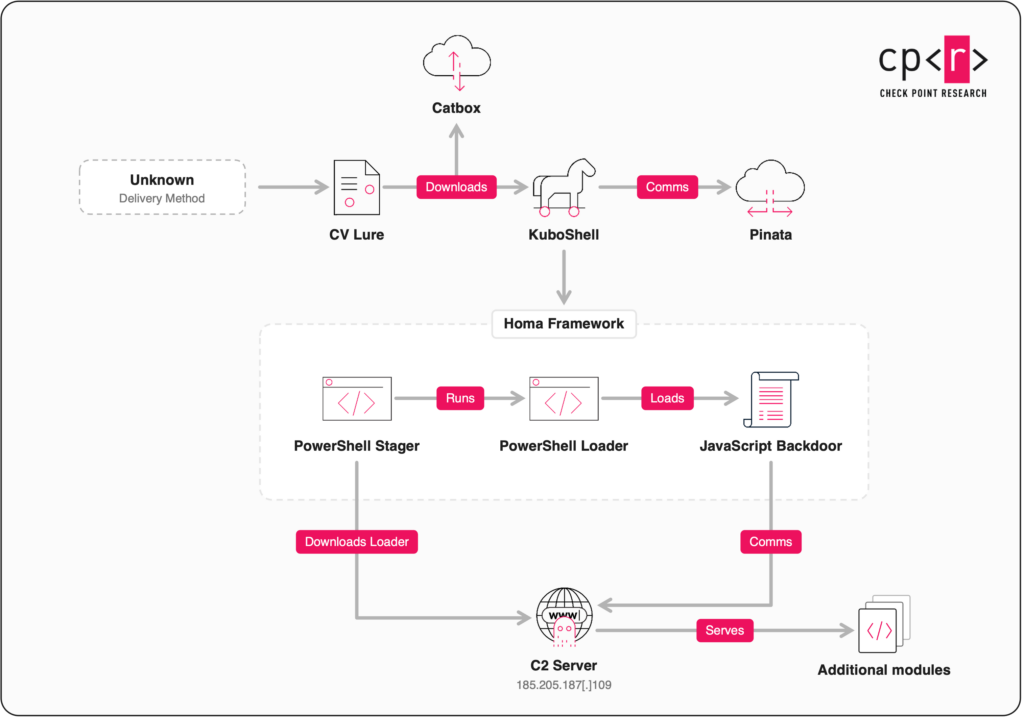 cp<r>
CHECK POINT RESEARCH
Catbox
Unknown
Delivery Method
Downloads
Comms
CV Lure
KuboShell
Pinata
Homa Framework
</>
Runs
</>
Loads
PowerShell Stager
PowerShell Loader
JavaScript Backdoor
Downloads Loader
Comms
www
Serves
</>
C2 Server
185.205.187[.]109
Additional modules